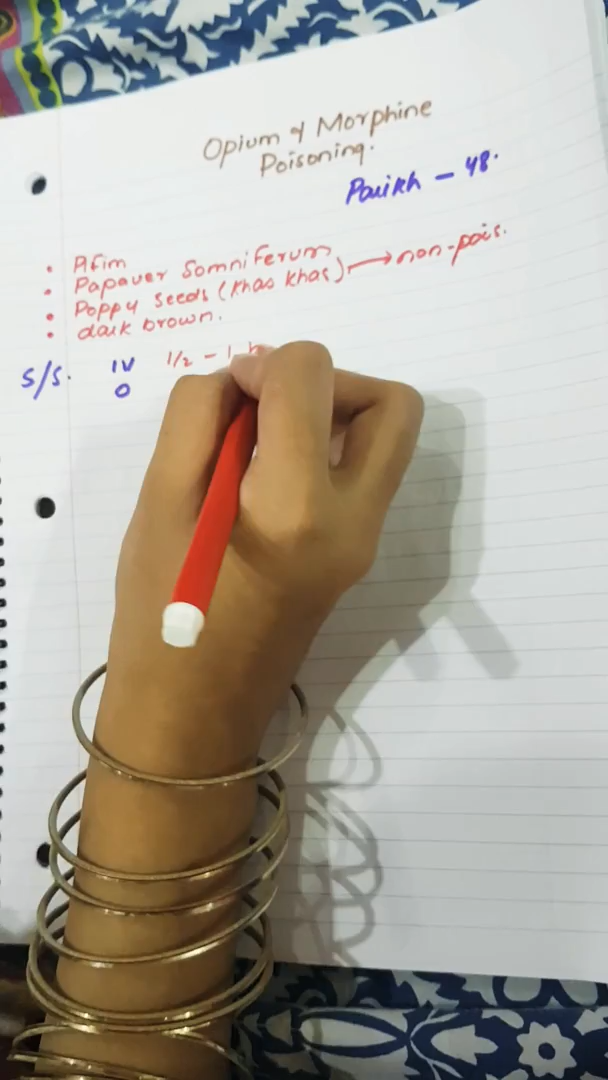 Opium & Morphine
Poisoning.
Parikh - 48.
• Afim
• Papaver Somniferum
• Poppy seeds (Khas Khas) → non-pois.
• dark brown.
S/S. IV 1/2 - 1 h
O